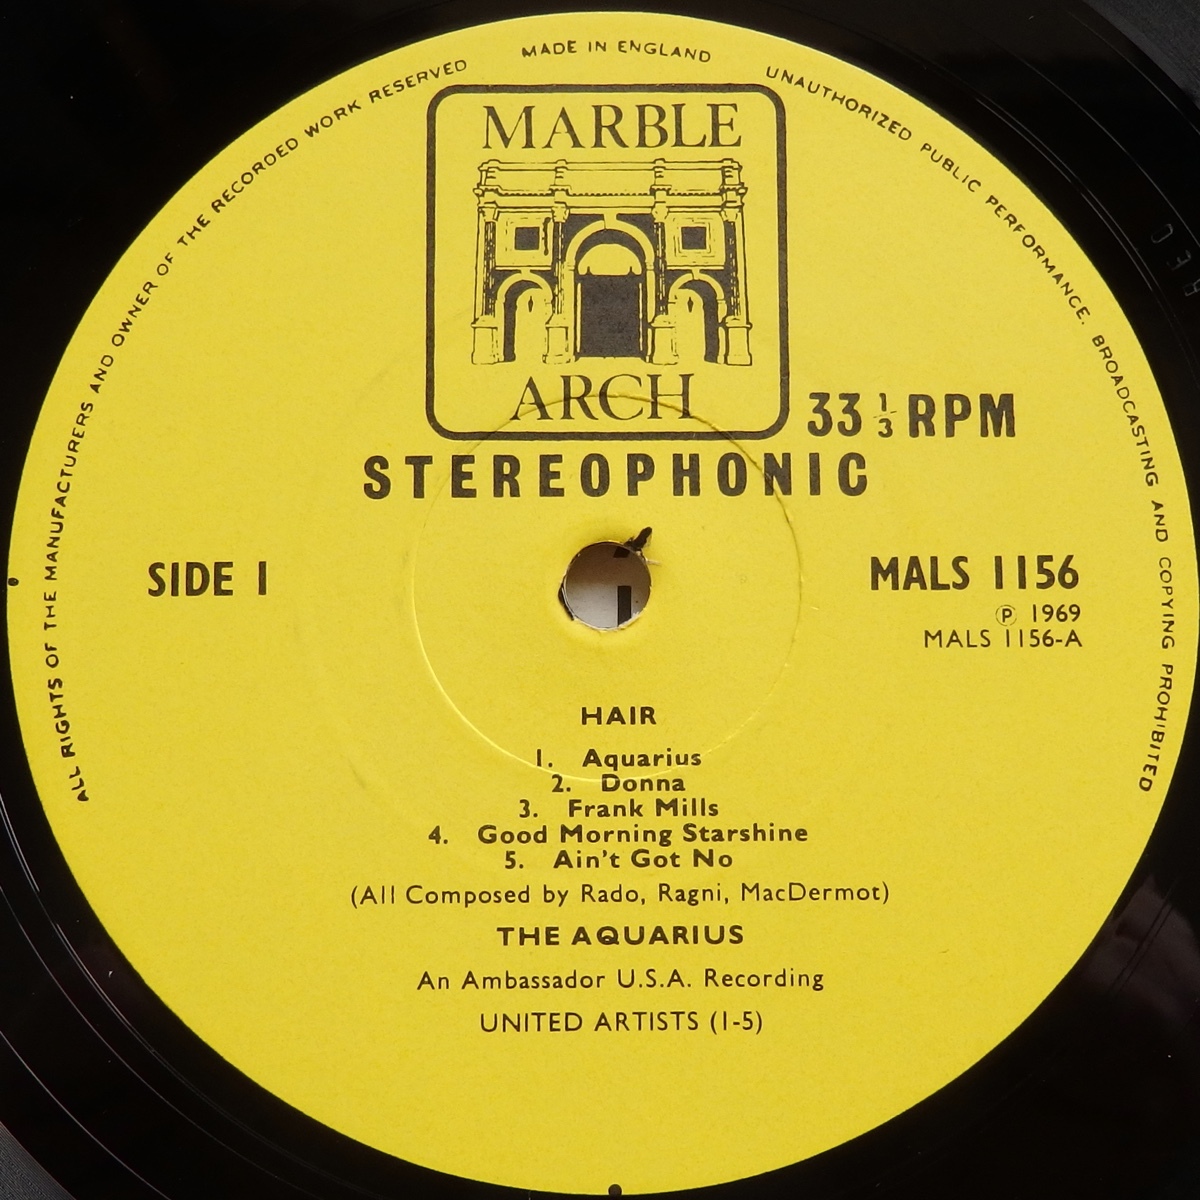 ALL RIGHTS OF THE MANUFACTURERS AND OWNER OF THE RECORDED WORK RESERVED
MADE IN ENGLAND
UNAUTHORIZED PUBLIC PERFORMANCE. BROADCASTING AND COPYING PROHIBITED
MARBLE
ARCH
33 1/3 RPM
STEREOPHONIC
SIDE 1
MALS 1156
℗ 1969
MALS 1156-A
HAIR
1. Aquarius
2. Donna
3. Frank Mills
4. Good Morning Starshine
5. Ain't Got No
(All Composed by Rado, Ragni, MacDermot)
THE AQUARIUS
An Ambassador U.S.A. Recording
UNITED ARTISTS (1-5)